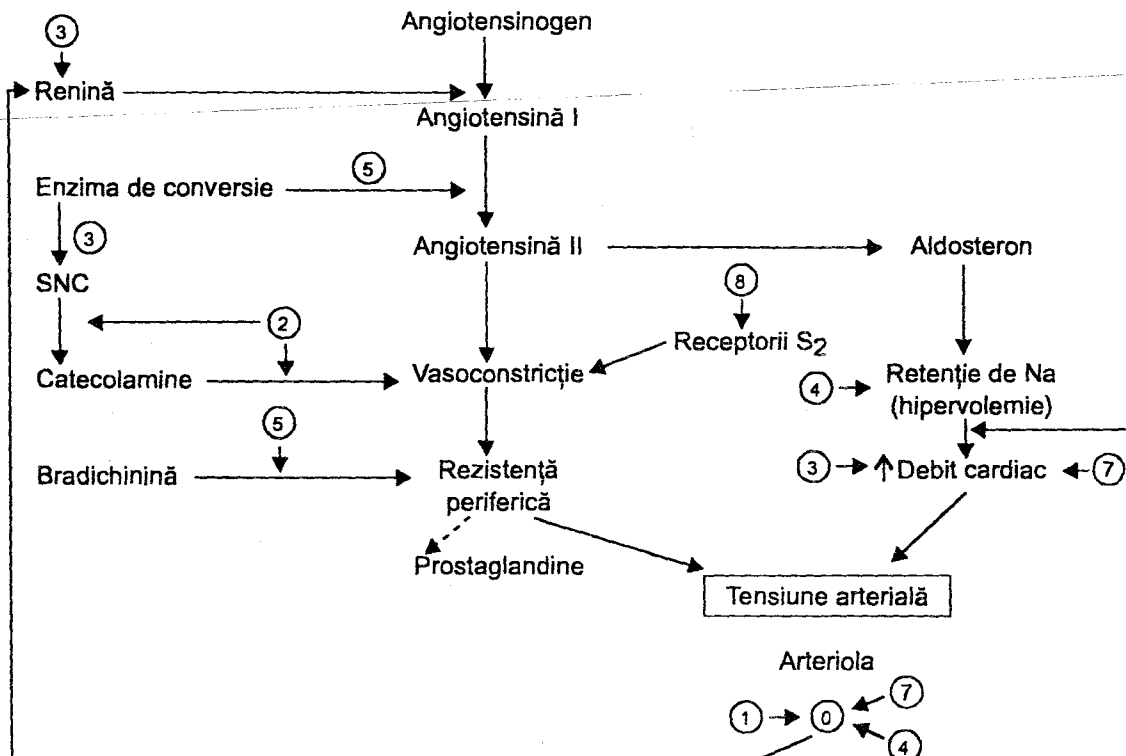 Angiotensinogen
3
Renină
Angiotensină I
5
Enzima de conversie
3
Angiotensină II
Aldosteron
SNC
8
2
Receptorii S2
Catecolamine
Vasoconstricție
4
Retenție de Na
(hipervolemie)
5
Bradichinină
Rezistență
periferică
3
↑ Debit cardiac
7
Prostaglandine
Tensiune arterială
Arteriola
7
1
0
4